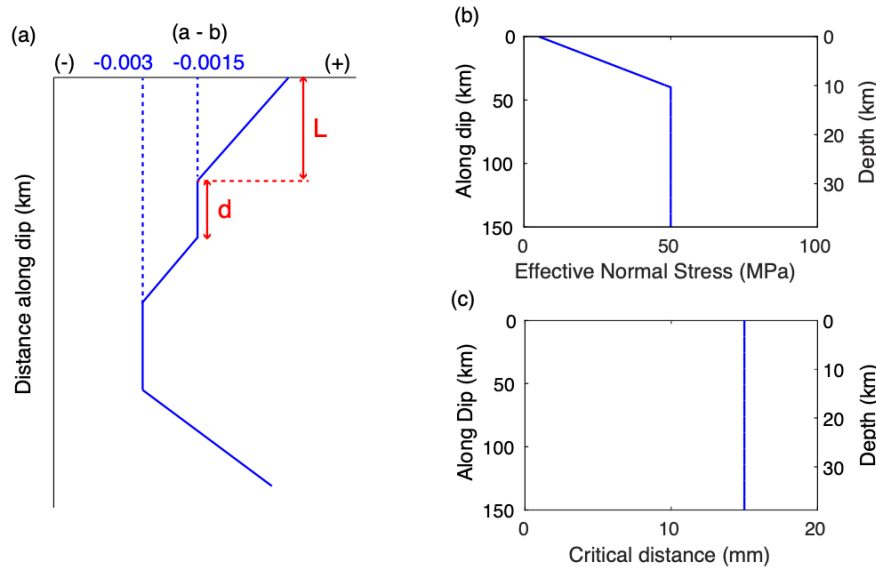 (a)
(a - b)
(-) -0.003 -0.0015 (+)
L
d
Distance along dip (km)
(b)
0 0
50 10
100 20
150 30
0 50 100
Along dip (km)
Depth (km)
Effective Normal Stress (MPa)
(c)
0 0
50 10
100 20
150 30
0 10 20
Along Dip (km)
Depth (km)
Critical distance (mm)